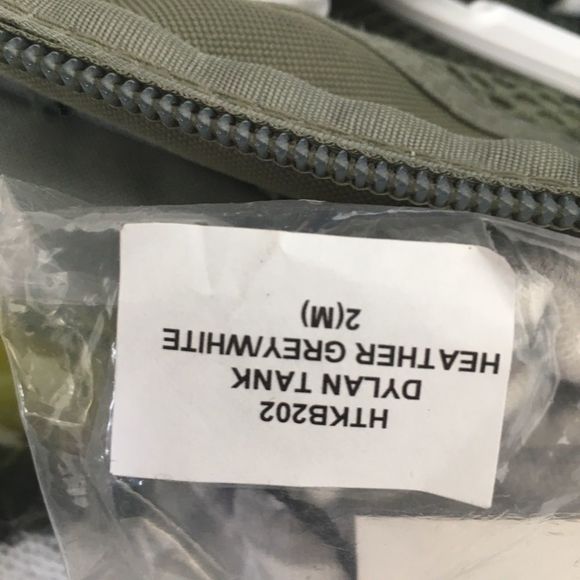 HTKB202
DYLAN TANK
HEATHER GREY/WHITE
2(M)